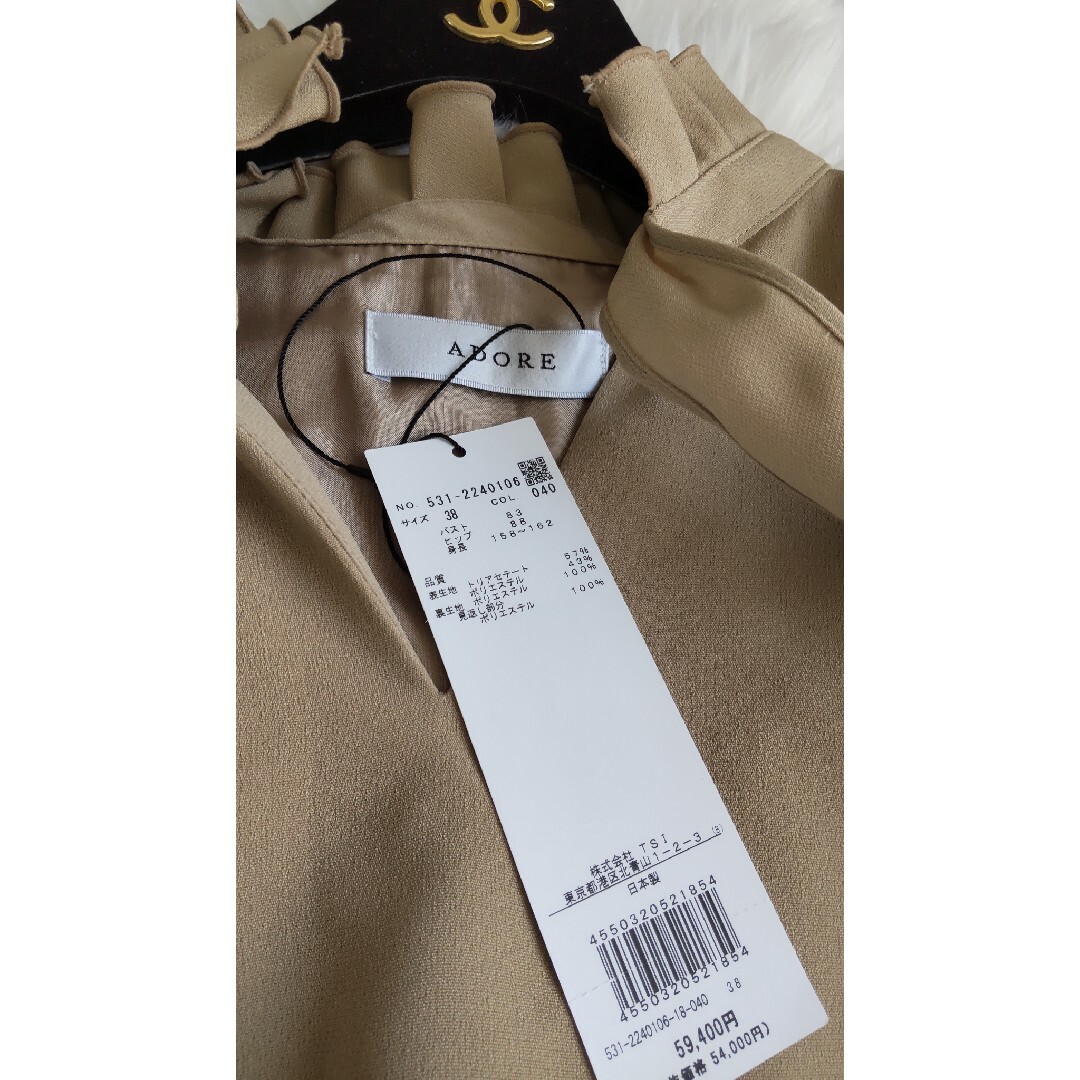 ADORE
NO. 531-2240106
サイズ 38 COL 040
バスト 83
ヒップ 88
身長 158~162
品質
表生地 トリアセテート 57%
ポリエステル 43%
裏生地 ポリエステル 100%
見返し部分
ポリエステル 100%
株式会社 TSI
東京都港区北青山1-2-3 (B)
日本製
4550320521854
4550320521854
531-2240106-18-040 38
59,400円
価格 54,000円)